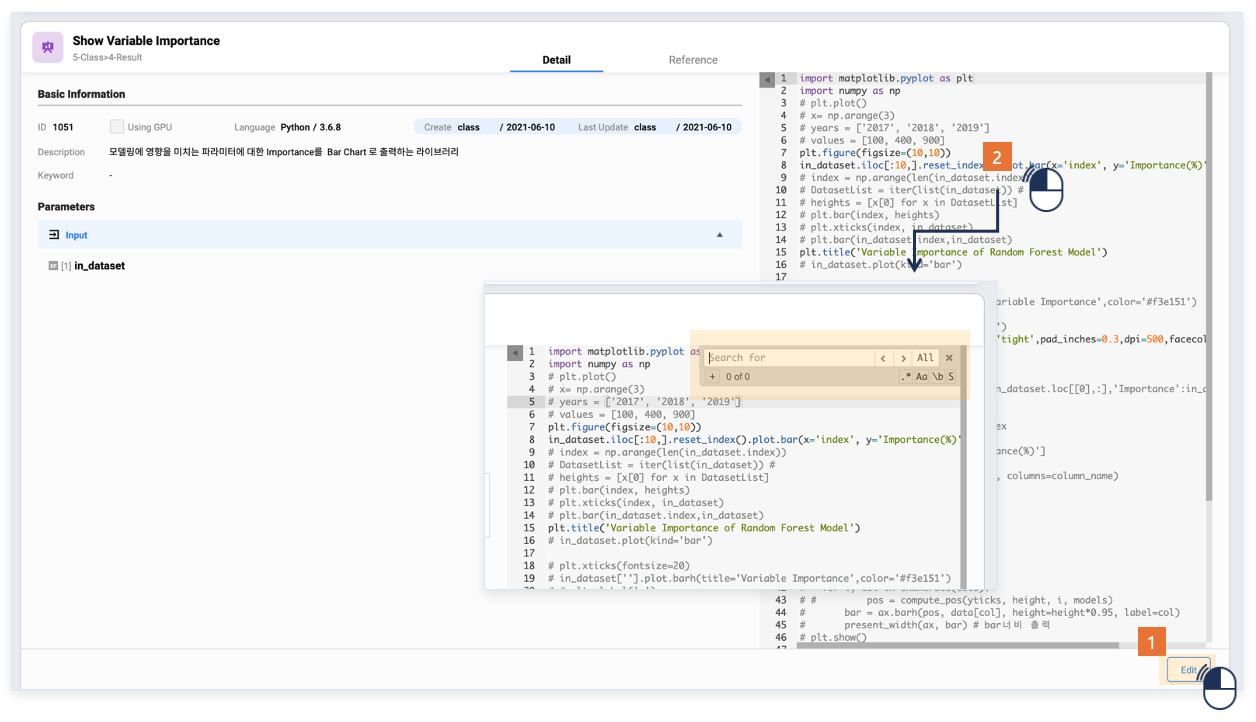 Show Variable Importance
5-Class>4-Result
Detail
Reference
Basic Information
ID 1051 Using GPU Language Python / 3.6.8 Create class / 2021-06-10 Last Update class / 2021-06-10
Description 모델링에 영향을 미치는 파라미터에 대한 Importance를 Bar Chart 로 출력하는 라이브러리
Keyword -
Parameters
Input
[1] in_dataset
1 import matplotlib.pyplot as plt
2 import numpy as np
3 # plt.plot()
4 # x= np.arange(3)
5 # years = ['2017', '2018', '2019']
6 # values = [100, 400, 900]
7 plt.figure(figsize=(10,10))
8 in_dataset.iloc[:10,].reset_inde plot.bar(x='index', y='Importance(%)'
9 # index = np.arange(len(in_dataset.index
10 # DatasetList = iter(list(in_dataset)) #
11 # heights = [x[0] for x in DatasetList]
12 # plt.bar(index, heights)
13 # plt.xticks(index, in_dataset)
14 # plt.bar(in_dataset.index,in_dataset)
15 plt.title('Variable Importance of Random Forest Model')
16 # in_dataset.plot(kind='bar')
17
ariable Importance',color='#f3e151')
')
'tight',pad_inches=0.3,dpi=500,facecol
n_dataset.loc[[0],:],'Importance':in_d
ex
ance(%)']
, columns=column_name)
43 # # pos = compute_pos(yticks, height, i, models)
44 # bar = ax.barh(pos, data[col], height=height*0.95, label=col)
45 # present_width(ax, bar) # bar너비 출력
46 # plt.show()
2
Search for
All
+ 0 of 0 .* Aa \b S
1 import matplotlib.pyplot as
2 import numpy as np
3 # plt.plot()
4 # x= np.arange(3)
5 # years = ['2017', '2018', '2019']
6 # values = [100, 400, 900]
7 plt.figure(figsize=(10,10))
8 in_dataset.iloc[:10,].reset_index().plot.bar(x='index', y='Importance(%)'
9 # index = np.arange(len(in_dataset.index))
10 # DatasetList = iter(list(in_dataset)) #
11 # heights = [x[0] for x in DatasetList]
12 # plt.bar(index, heights)
13 # plt.xticks(index, in_dataset)
14 # plt.bar(in_dataset.index,in_dataset)
15 plt.title('Variable Importance of Random Forest Model')
16 # in_dataset.plot(kind='bar')
17
18 # plt.xticks(fontsize=20)
19 # in_dataset[''].plot.barh(title='Variable Importance',color='#f3e151')
1
Edit